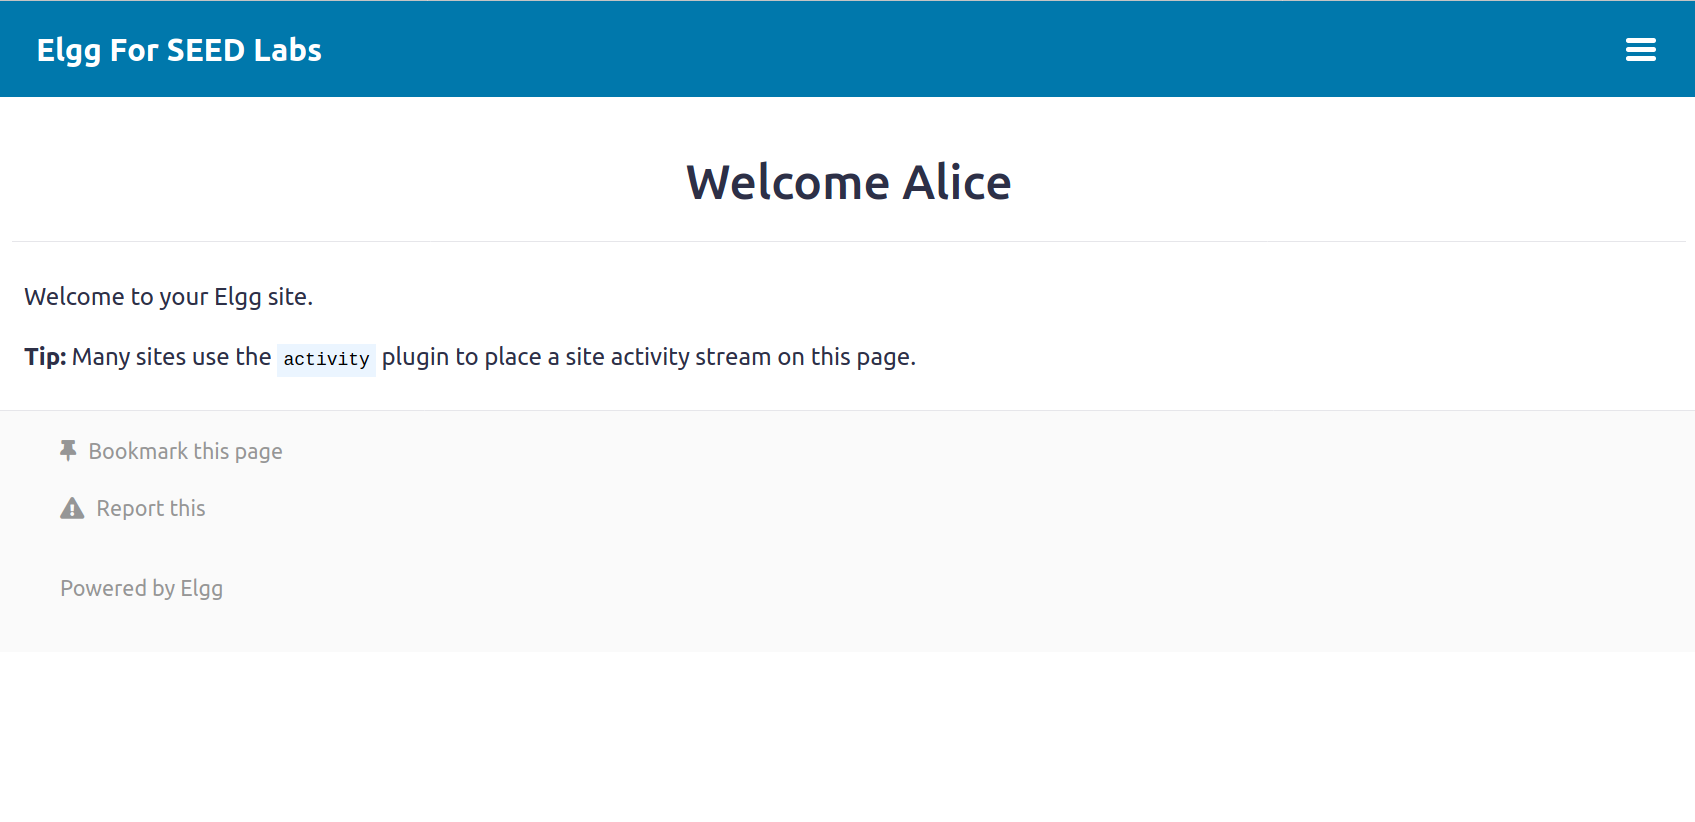 Elgg For SEED Labs
Welcome Alice
Welcome to your Elgg site.
Tip: Many sites use the activity plugin to place a site activity stream on this page.
Bookmark this page
Report this
Powered by Elgg